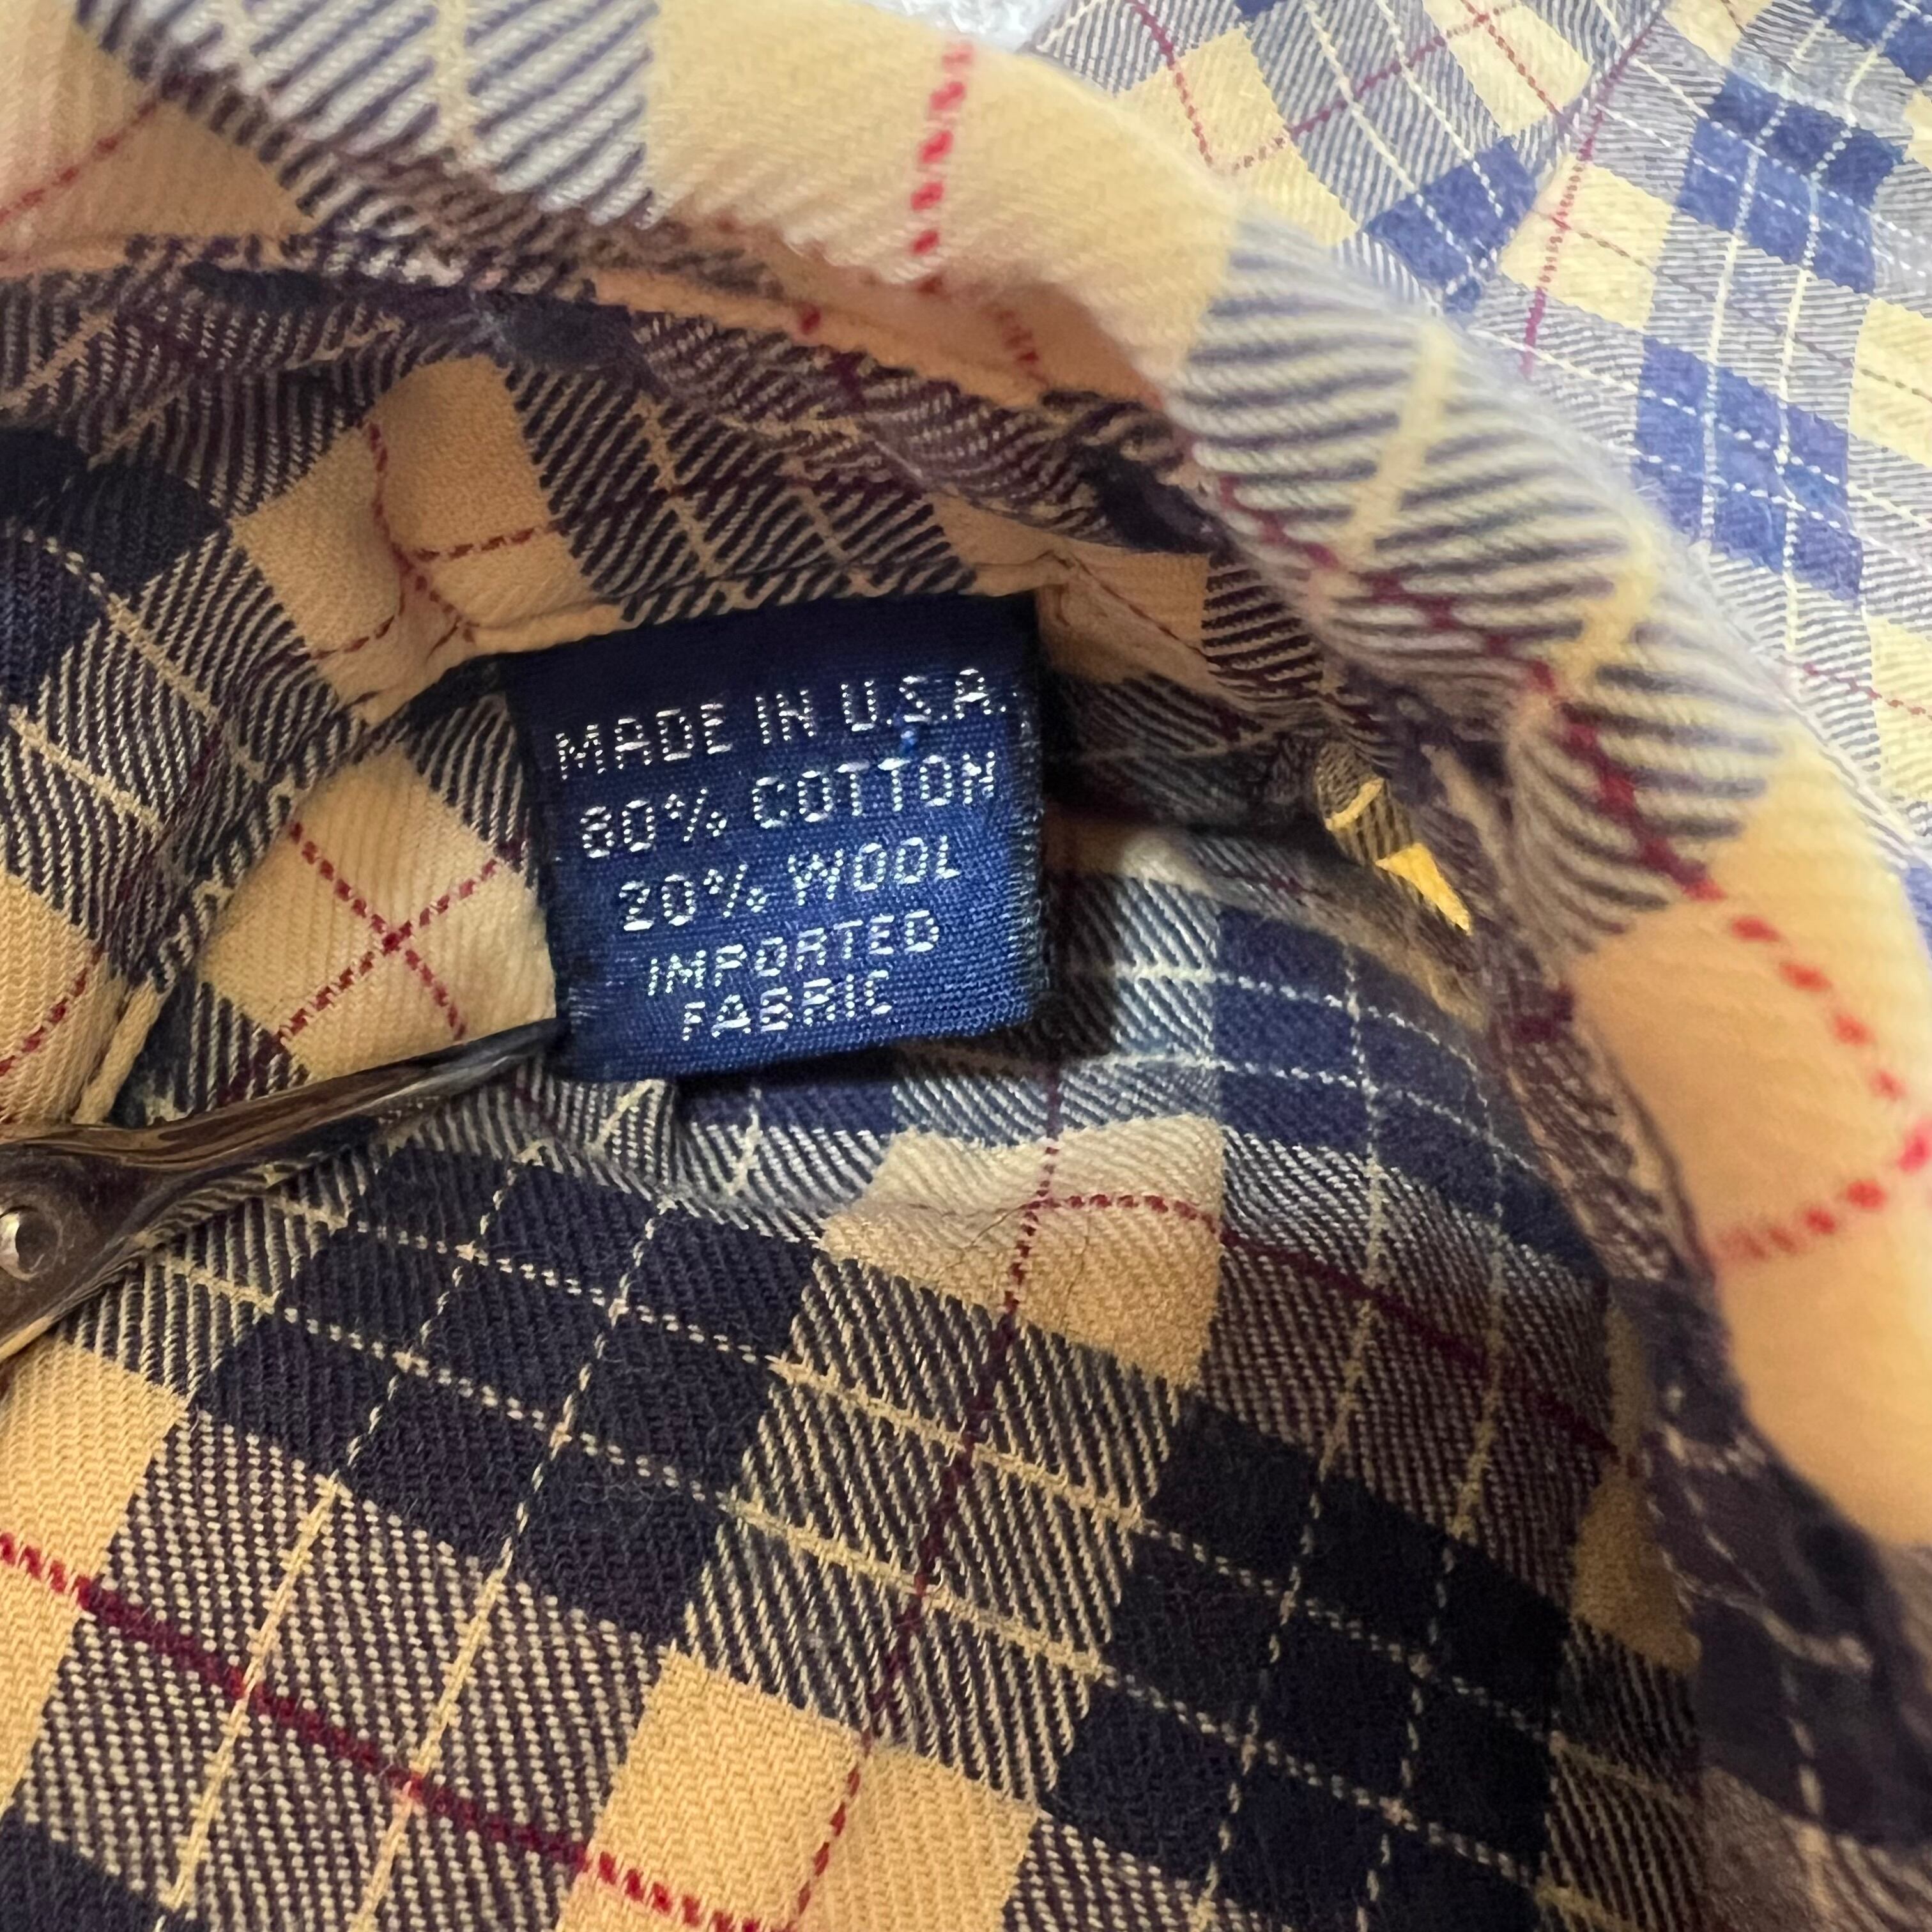 MADE IN U.S.A.
80% COTTON
20% WOOL
IMPORTED
FABRIC